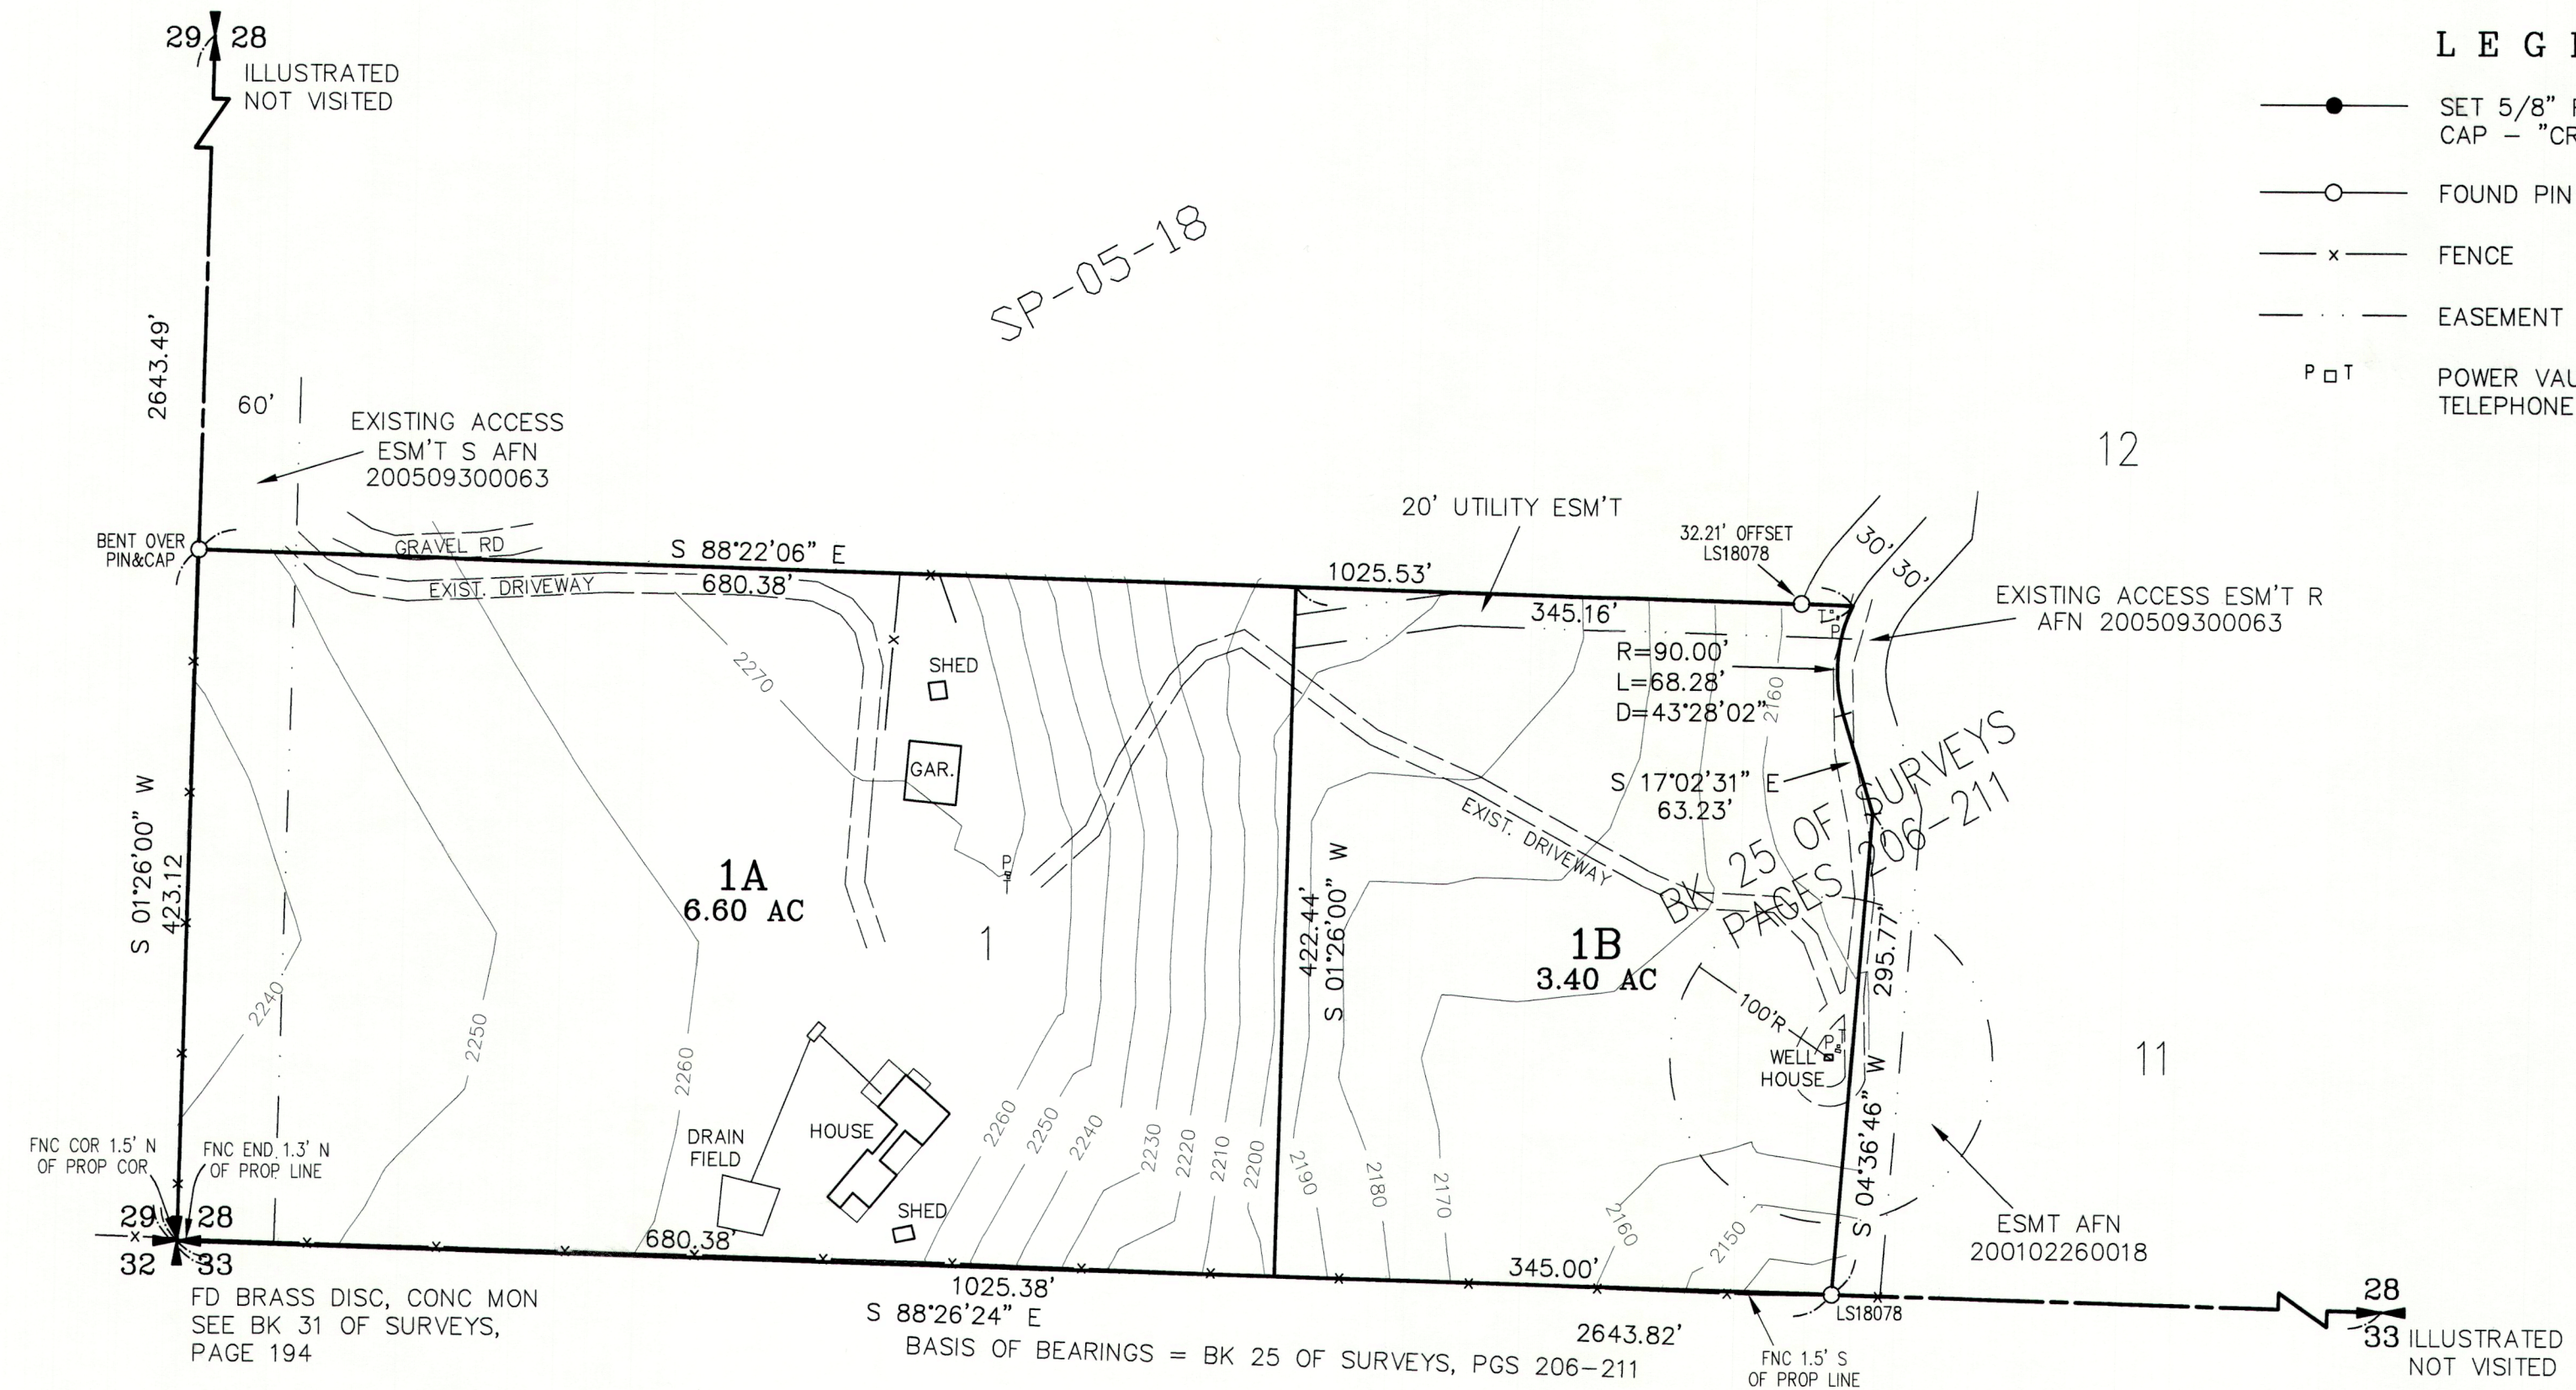 29 28
ILLUSTRATED
NOT VISITED
L E G
SET 5/8"
CAP - "CR
FOUND PIN
FENCE
EASEMENT
P T
POWER VAU
TELEPHONE
SP-05-18
2643.49'
60'
EXISTING ACCESS
ESM'T S AFN
200509300063
BENT OVER
PIN&CAP
GRAVEL RD
EXIST. DRIVEWAY
S 88°22'06" E
680.38'
1025.53'
20' UTILITY ESM'T
345.16'
32.21' OFFSET
LS18078
30' 30'
12
EXISTING ACCESS ESM'T R
AFN 200509300063
T
P
R=90.00'
L=68.28'
D=43°28'02"
2160
S 17°02'31" E
63.23'
BK 25 OF SURVEYS
PAGES 206-211
2270
SHED
GAR.
P
T
EXIST. DRIVEWAY
S 01°26'00" W
423.12
1A
6.60 AC
1
422.44'
S 01°26'00" W
1B
3.40 AC
295.77'
S 04°36'46" W
100'R
P
T
WELL
HOUSE
11
2240
2250
2260
DRAIN
FIELD
HOUSE
SHED
2260
2250
2240
2230
2220
2210
2200
2190
2180
2170
2160
2150
ESMT AFN
200102260018
FNC COR 1.5' N
OF PROP COR
FNC END 1.3' N
OF PROP LINE
29 28
32 33
FD BRASS DISC, CONC MON
SEE BK 31 OF SURVEYS,
PAGE 194
680.38'
345.00'
1025.38'
S 88°26'24" E
BASIS OF BEARINGS = BK 25 OF SURVEYS, PGS 206-211
2643.82'
LS18078
FNC 1.5' S
OF PROP LINE
28
33
ILLUSTRATED
NOT VISITED